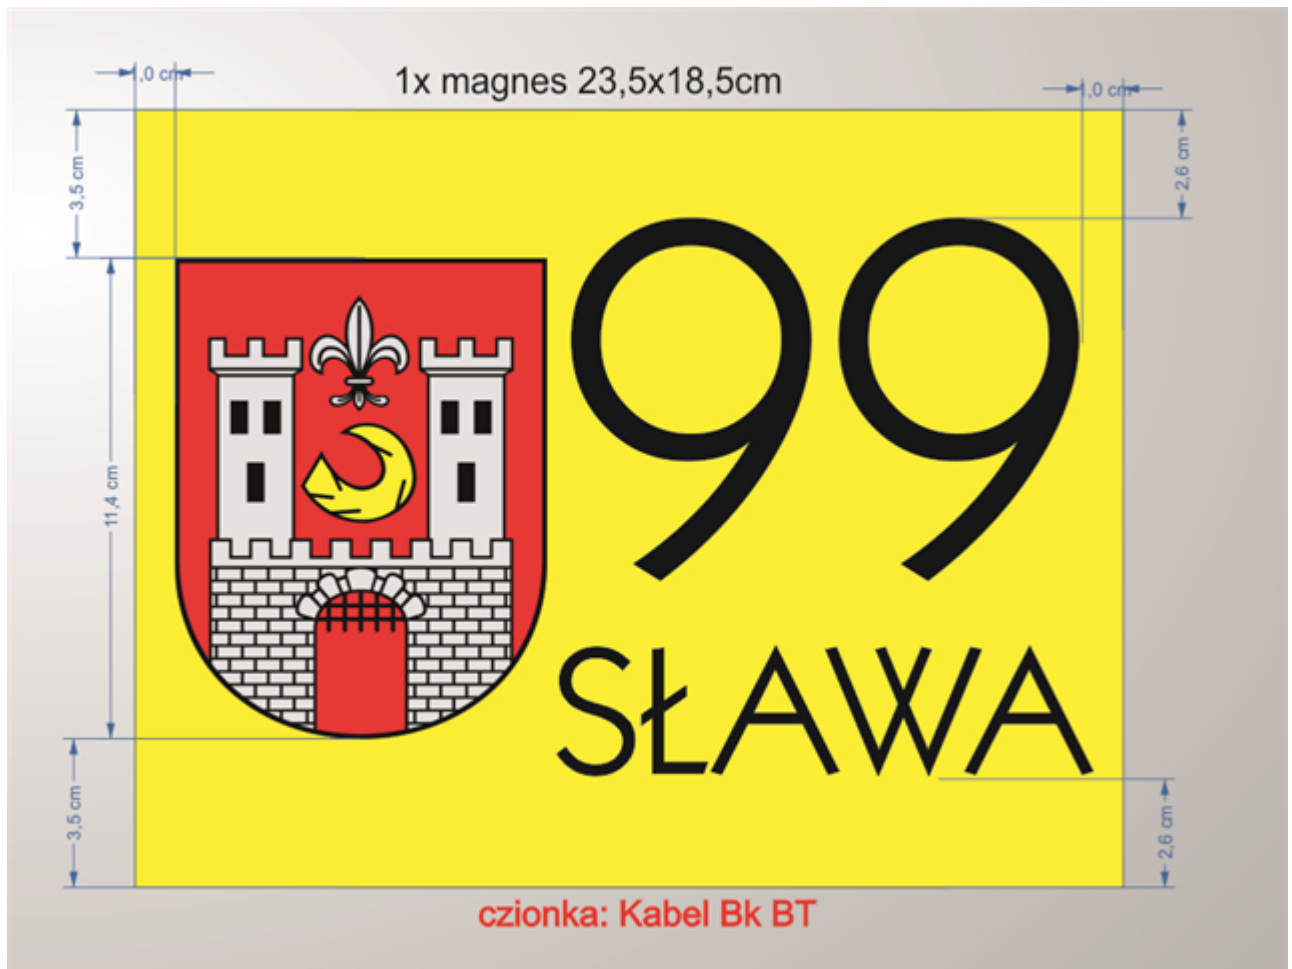 1x magnes 23,5x18,5cm
1,0 cm
1,0 cm
3,5 cm
2,6 cm
99
11,4 cm
SŁAWA
3,5 cm
2,6 cm
czionka: Kabel Bk BT